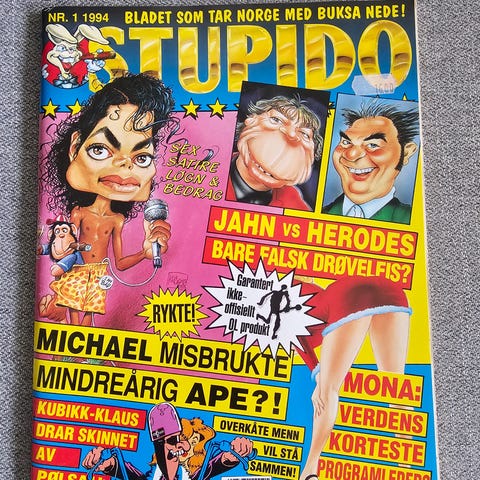 NR. 1 1994
BLADET SOM TAR NORGE MED BUKSA NEDE!
STUPIDO
SEX
SATIRE
LØGN &
BEDRAG
JAHN VS HERODES
BARE FALSK DRØVELFIS?
Garantert
ikke-
offisiellt
OL produkt
RYKTE!
MICHAEL MISBRUKTE
MINDREÅRIG APE?!
KUBIKK-KLAUS
DRAR SKINNET
AV
OVERKÅTE MENN
VIL STÅ
SAMMEN!
MONA:
VERDENS
KORTESTE
PROGRAMLEDER?